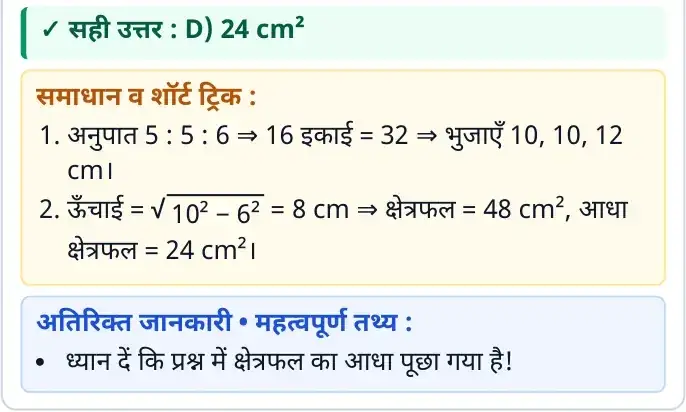 ✓ सही उत्तर : D) 24 cm²
समाधान व शॉर्ट ट्रिक :
1. अनुपात 5 : 5 : 6 ⇒ 16 इकाई = 32 ⇒ भुजाएँ 10, 10, 12
cm।
2. ऊँचाई = √10² – 6² = 8 cm ⇒ क्षेत्रफल = 48 cm², आधा
क्षेत्रफल = 24 cm²।
अतिरिक्त जानकारी • महत्वपूर्ण तथ्य :
• ध्यान दें कि प्रश्न में क्षेत्रफल का आधा पूछा गया है!